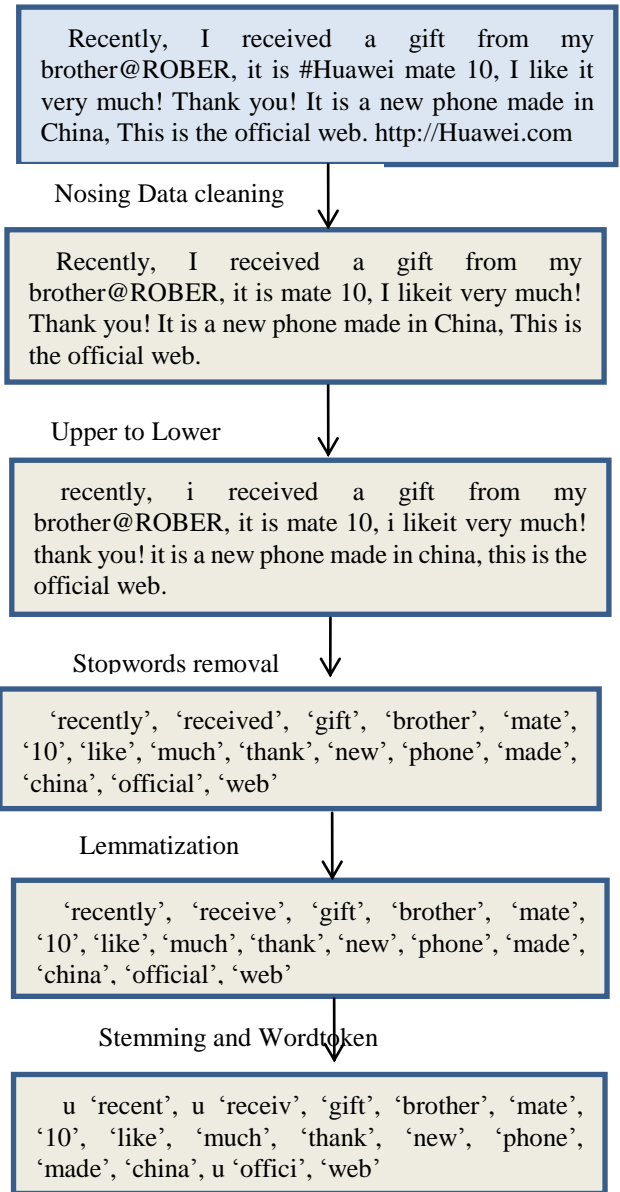 Recently, I received a gift from my
brother@ROBER, it is #Huawei mate 10, I like it
very much! Thank you! It is a new phone made in
China, This is the official web. http://Huawei.com
Nosing Data cleaning
Recently, I received a gift from my
brother@ROBER, it is mate 10, I likeit very much!
Thank you! It is a new phone made in China, This is
the official web.
Upper to Lower
recently, i received a gift from my
brother@ROBER, it is mate 10, i likeit very much!
thank you! it is a new phone made in china, this is the
official web.
Stopwords removal
‘recently’, ‘received’, ‘gift’, ‘brother’, ‘mate’,
‘10’, ‘like’, ‘much’, ‘thank’, ‘new’, ‘phone’, ‘made’,
‘china’, ‘official’, ‘web’
Lemmatization
‘recently’, ‘receive’, ‘gift’, ‘brother’, ‘mate’,
‘10’, ‘like’, ‘much’, ‘thank’, ‘new’, ‘phone’, ‘made’,
‘china’, ‘official’, ‘web’
Stemming and Wordtoken
u ‘recent’, u ‘receiv’, ‘gift’, ‘brother’, ‘mate’,
‘10’, ‘like’, ‘much’, ‘thank’, ‘new’, ‘phone’,
‘made’, ‘china’, u ‘offici’, ‘web’